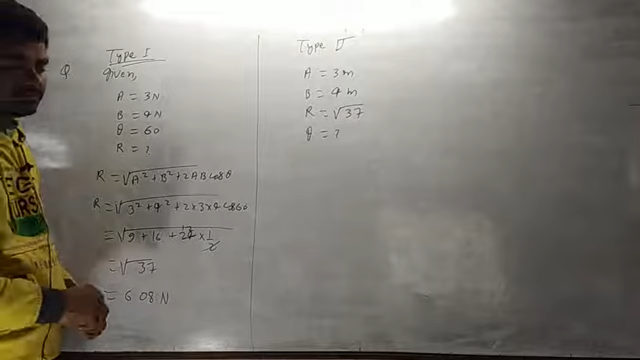 Type I
Q given,
A = 3N
B = 4N
θ = 60
R = ?
R = √A² + B² + 2AB cosθ
R = √3² + 4² + 2×3×4 cos60
= √9 + 16 + 24 × 1/2
= √37
= 6.08 N
Type II
A = 3m
B = 4m
R = √37
θ = ?